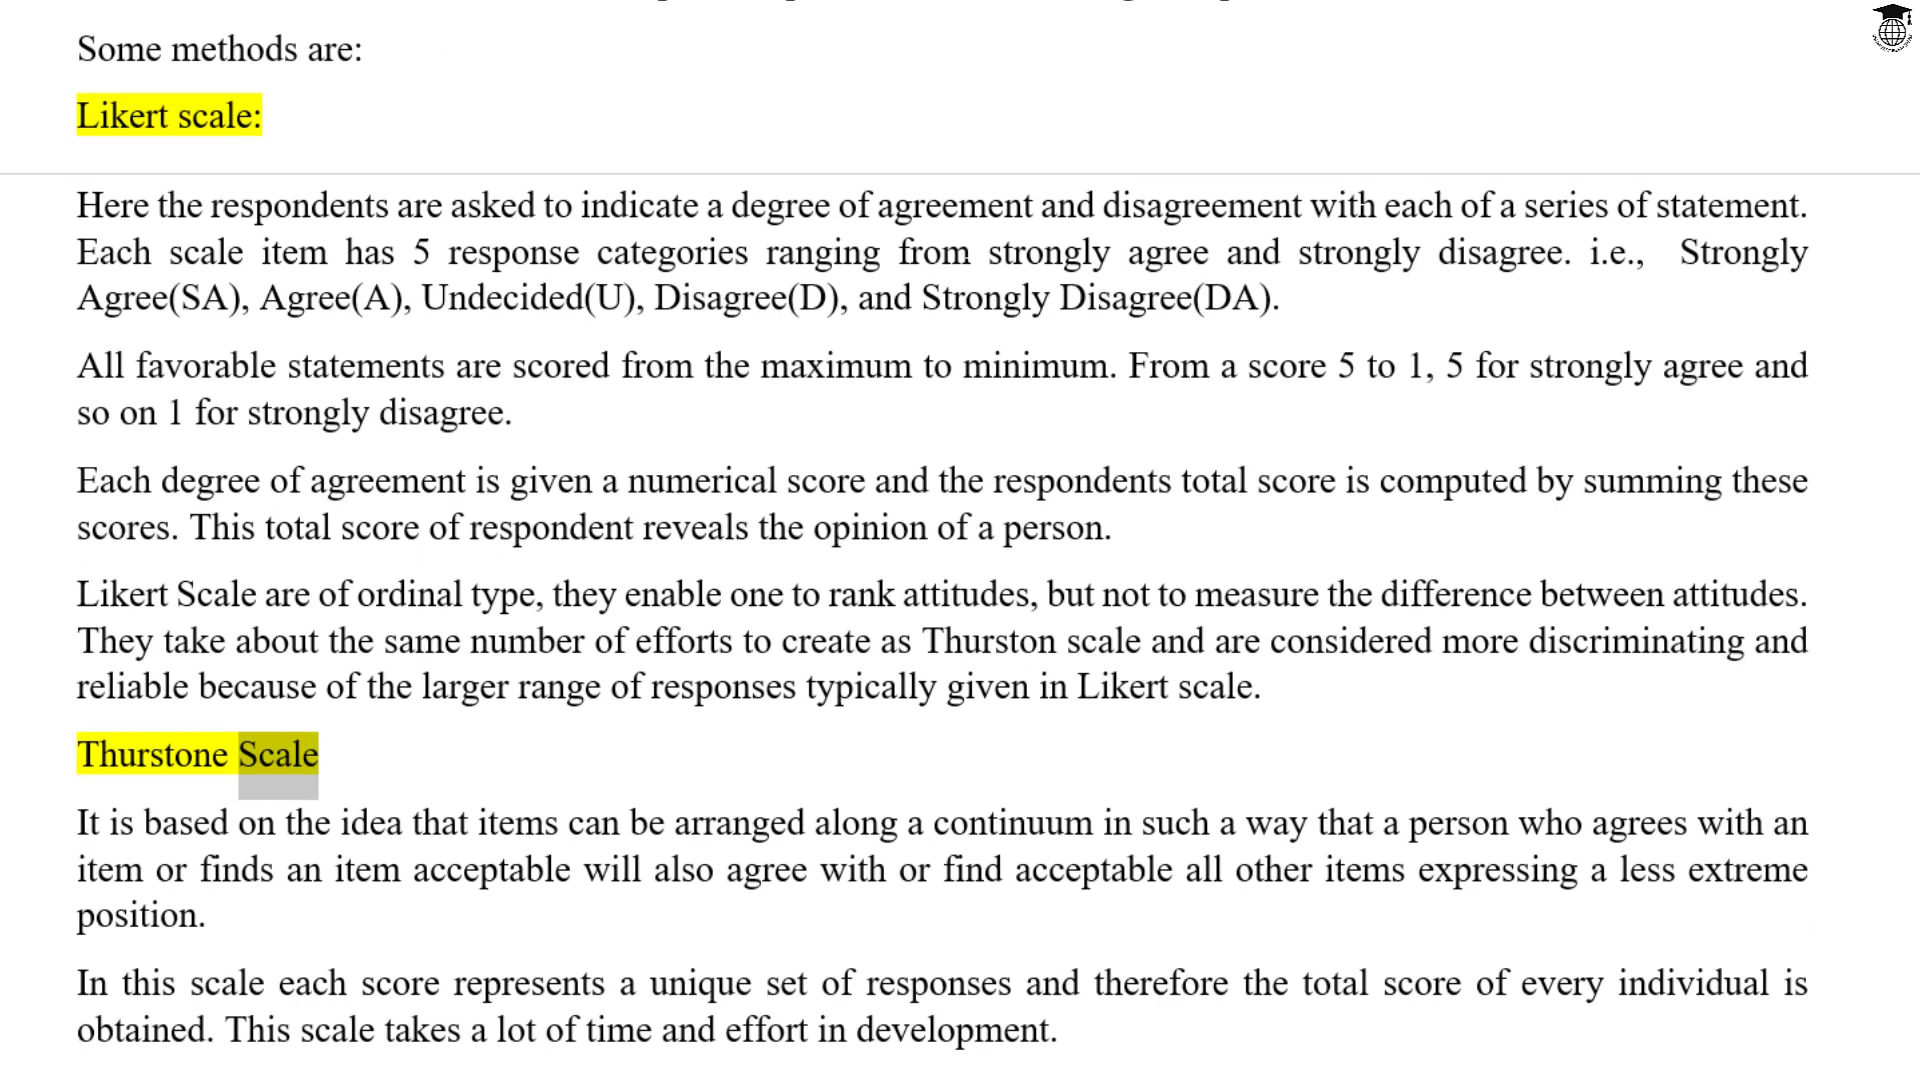 Some methods are:
Likert scale:
Here the respondents are asked to indicate a degree of agreement and disagreement with each of a series of statement.
Each scale item has 5 response categories ranging from strongly agree and strongly disagree. i.e., Strongly
Agree(SA), Agree(A), Undecided(U), Disagree(D), and Strongly Disagree(DA).
All favorable statements are scored from the maximum to minimum. From a score 5 to 1, 5 for strongly agree and
so on 1 for strongly disagree.
Each degree of agreement is given a numerical score and the respondents total score is computed by summing these
scores. This total score of respondent reveals the opinion of a person.
Likert Scale are of ordinal type, they enable one to rank attitudes, but not to measure the difference between attitudes.
They take about the same number of efforts to create as Thurston scale and are considered more discriminating and
reliable because of the larger range of responses typically given in Likert scale.
Thurstone Scale
It is based on the idea that items can be arranged along a continuum in such a way that a person who agrees with an
item or finds an item acceptable will also agree with or find acceptable all other items expressing a less extreme
position.
In this scale each score represents a unique set of responses and therefore the total score of every individual is
obtained. This scale takes a lot of time and effort in development.